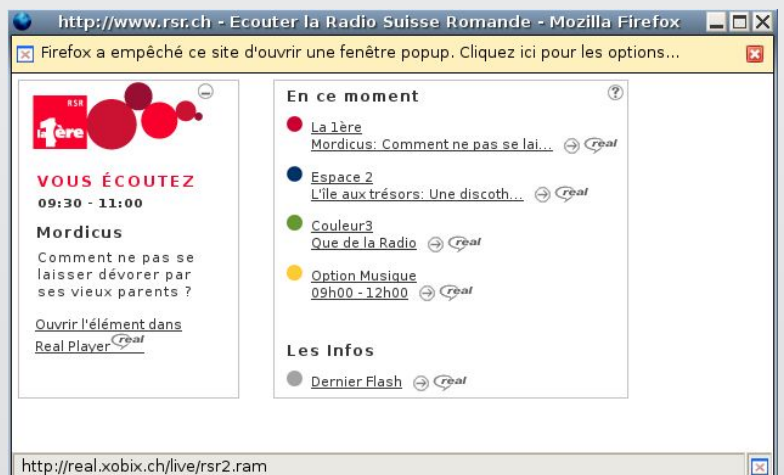 http://www.rsr.ch - Ecouter la Radio Suisse Romande - Mozilla Firefox
Firefox a empêché ce site d'ouvrir une fenêtre popup. Cliquez ici pour les options...
RSR
la 1ère
VOUS ÉCOUTEZ
09:30 - 11:00
Mordicus
Comment ne pas se
laisser dévorer par
ses vieux parents ?
Ouvrir l'élément dans
Real Player real
En ce moment
?
La 1ère
Mordicus: Comment ne pas se lai... real
Espace 2
L'île aux trésors: Une discoth... real
Couleur3
Que de la Radio real
Option Musique
09h00 - 12h00 real
Les Infos
Dernier Flash real
http://real.xobix.ch/live/rsr2.ram